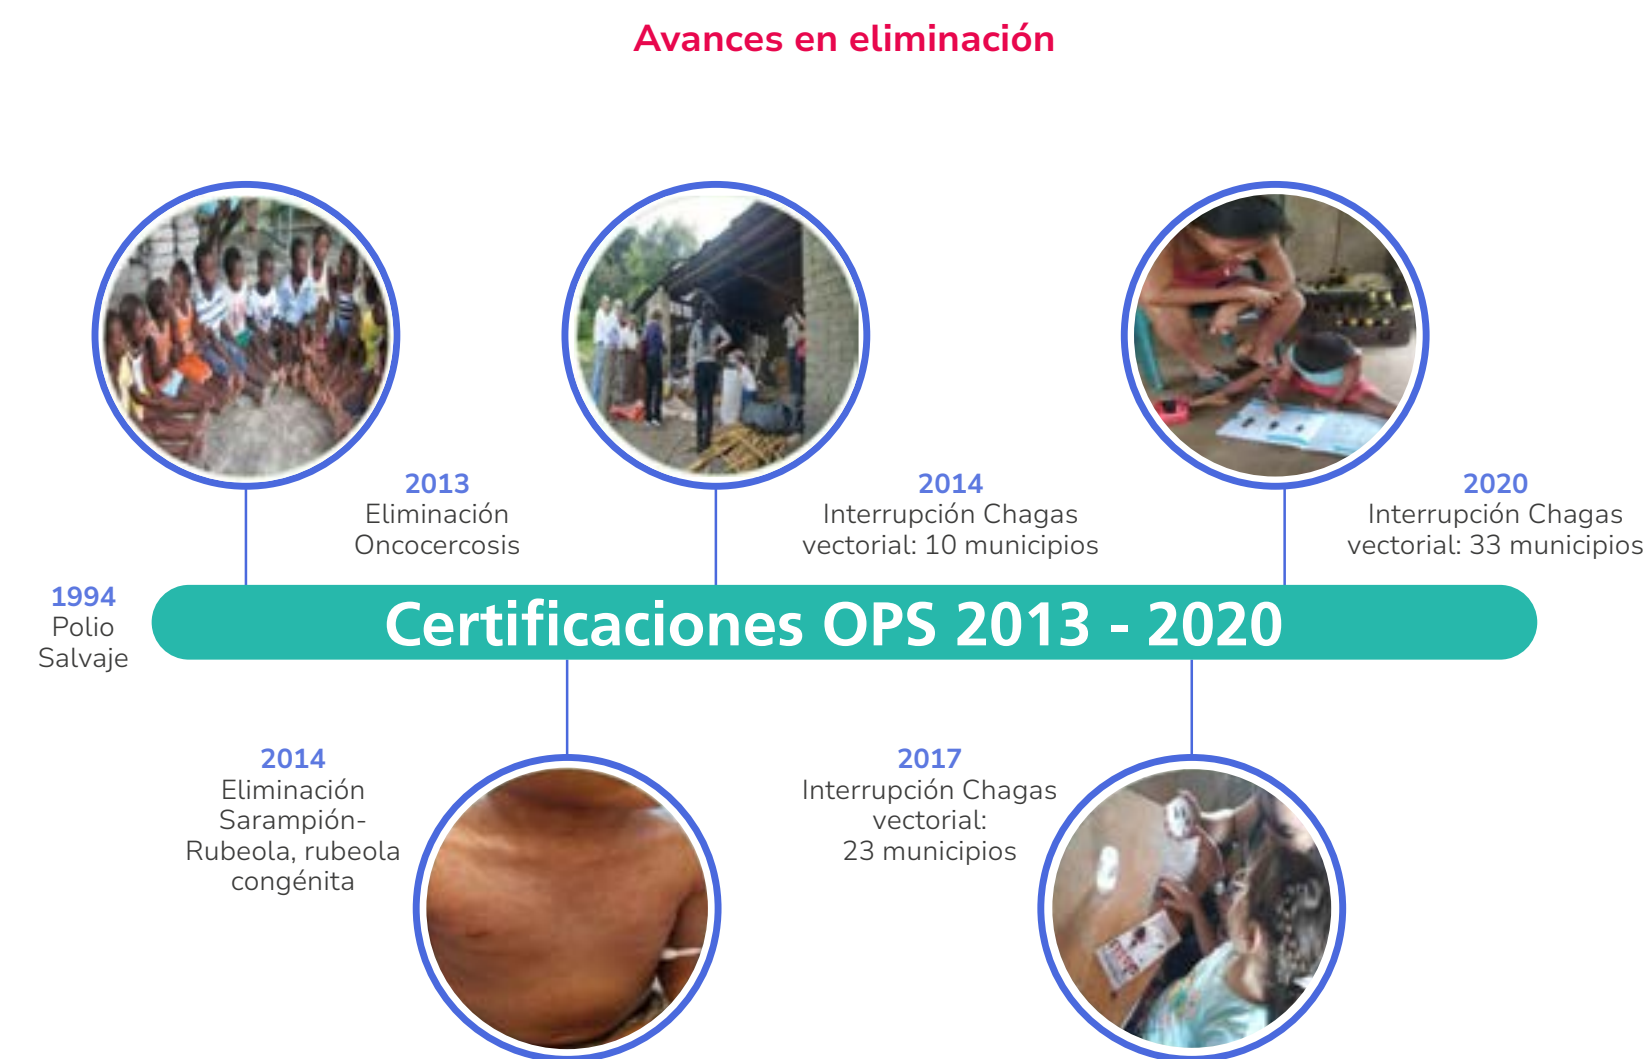 Avances en eliminación
2013
Eliminación
Oncocercosis
2014
Interrupción Chagas
vectorial: 10 municipios
2020
Interrupción Chagas
vectorial: 33 municipios
1994
Polio
Salvaje
Certificaciones OPS 2013 - 2020
2014
Eliminación
Sarampión-
Rubeola, rubeola
congénita
2017
Interrupción Chagas
vectorial:
23 municipios